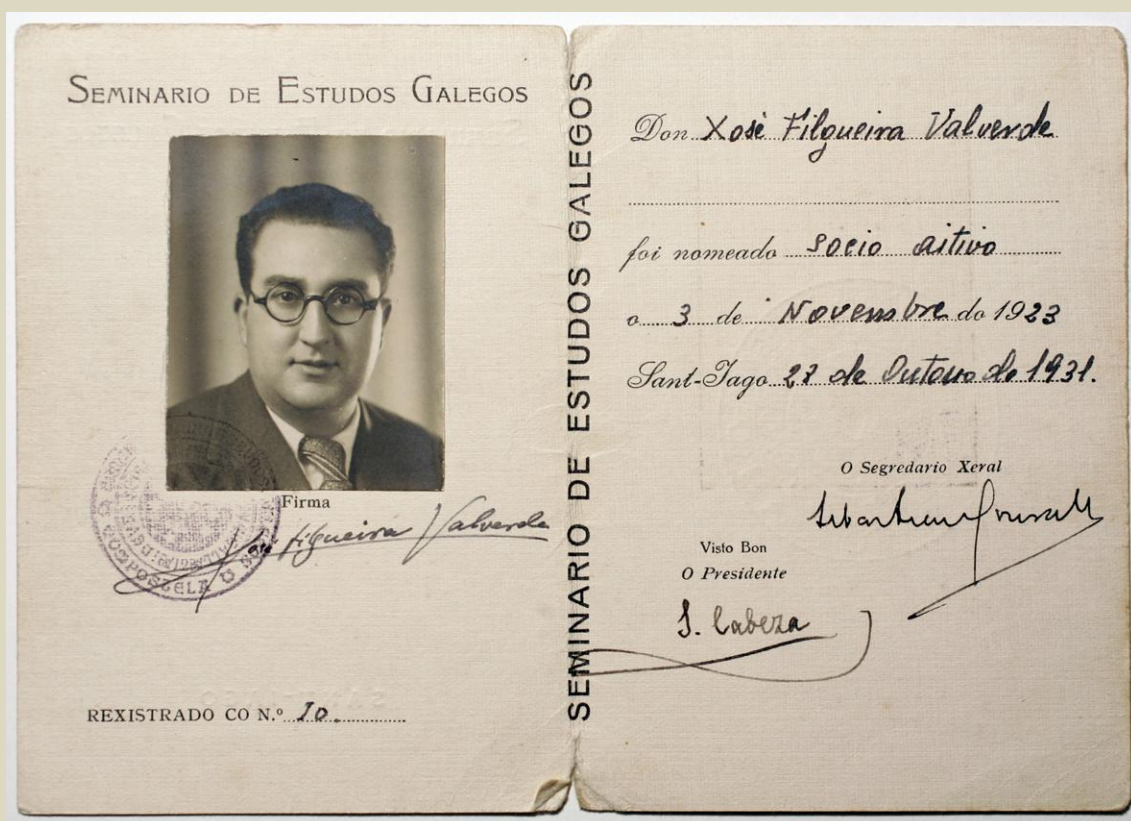 SEMINARIO DE ESTUDOS GALEGOS
Firma
Filgueira Valverde
REXISTRADO CO N.º 10.
SEMINARIO DE ESTUDOS GALEGOS
Don Xosé Filgueira Valverde
foi nomeado socio aitivo
o 3 de Novembre do 1923
Sant-Jago 27 de Outono do 1931.
O Segredario Xeral
Visto Bon
O Presidente
S. Cabeza